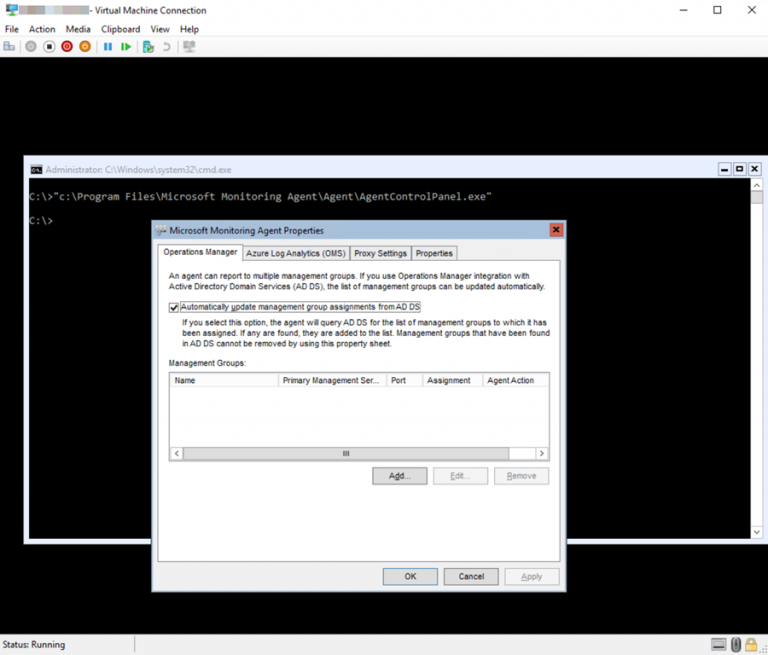 - Virtual Machine Connection
File Action Media Clipboard View Help
Administrator: C:\Windows\system32\cmd.exe
C:\>"c:\Program Files\Microsoft Monitoring Agent\Agent\AgentControlPanel.exe"
C:\>
Microsoft Monitoring Agent Properties
Operations Manager Azure Log Analytics (OMS) Proxy Settings Properties
An agent can report to multiple management groups. If you use Operations Manager integration with
Active Directory Domain Services (AD DS), the list of management groups can be updated automatically.
Automatically update management group assignments from AD DS
If you select this option, the agent will query AD DS for the list of management groups to which it has
been assigned. If any are found, they are added to the list. Management groups that have been found
in AD DS cannot be removed by using this property sheet.
Management Groups:
Name Primary Management Ser... Port Assignment Agent Action
Add... Edit... Remove
OK Cancel Apply
Status: Running